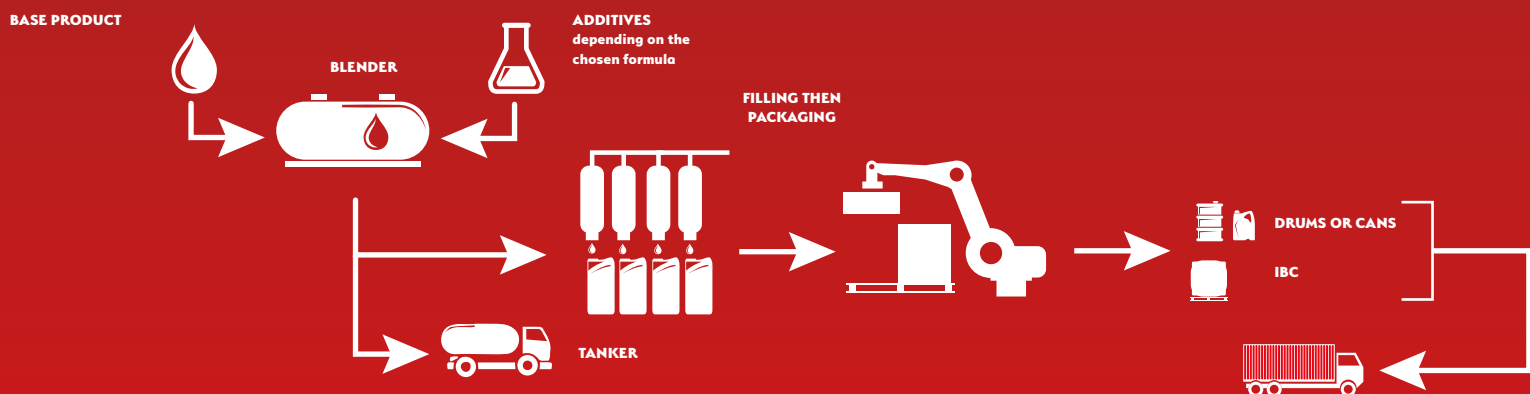 BASE PRODUCT
ADDITIVES
depending on the
chosen formula
BLENDER
FILLING THEN
PACKAGING
DRUMS OR CANS
IBC
TANKER